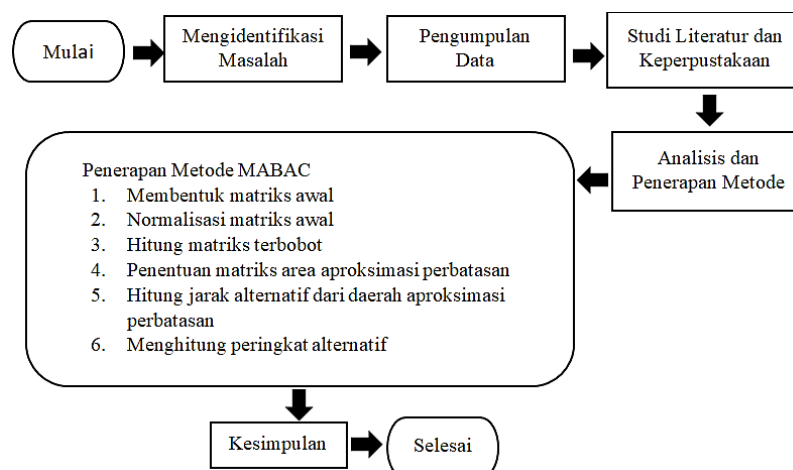 Mulai
Mengidentifikasi
Masalah
Pengumpulan
Data
Studi Literatur dan
Keperpustakaan
Analisis dan
Penerapan Metode
Penerapan Metode MABAC
1. Membentuk matriks awal
2. Normalisasi matriks awal
3. Hitung matriks terbobot
4. Penentuan matriks area aproksimasi perbatasan
5. Hitung jarak alternatif dari daerah aproksimasi
perbatasan
6. Menghitung peringkat alternatif
Kesimpulan
Selesai